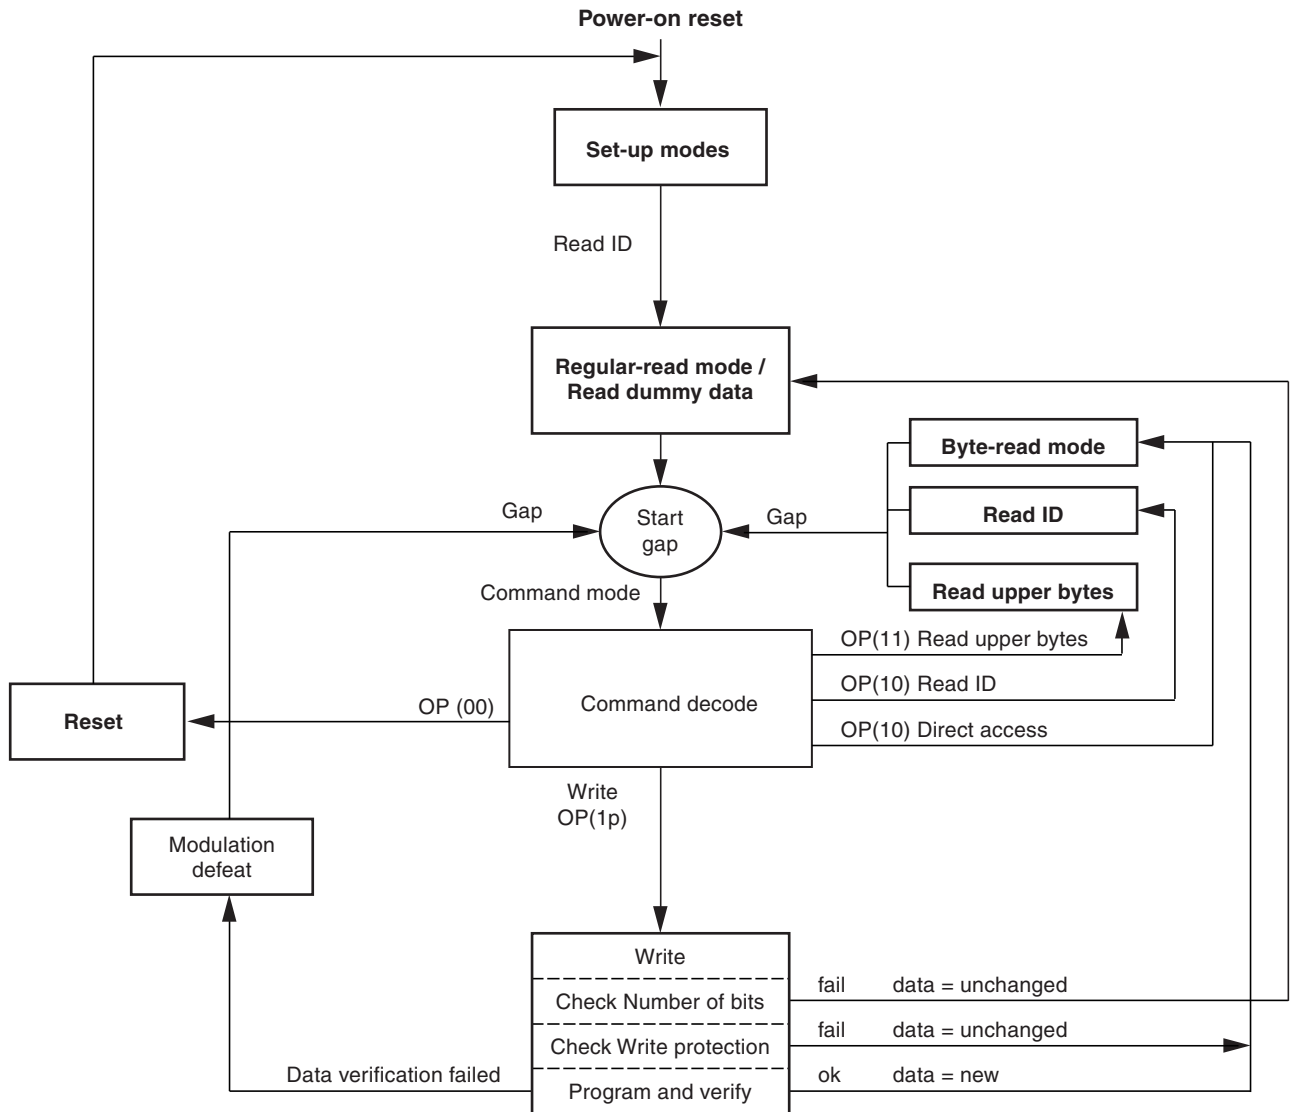 Power-on reset
Set-up modes
Read ID
Regular-read mode /
Read dummy data
Byte-read mode
Read ID
Read upper bytes
Gap
Start
gap
Gap
Command mode
OP(11) Read upper bytes
OP(10) Read ID
OP(10) Direct access
Command decode
OP (00)
Reset
Write
OP(1p)
Modulation
defeat
Write
Check Number of bits
fail data = unchanged
Check Write protection
fail data = unchanged
Data verification failed
Program and verify
ok data = new